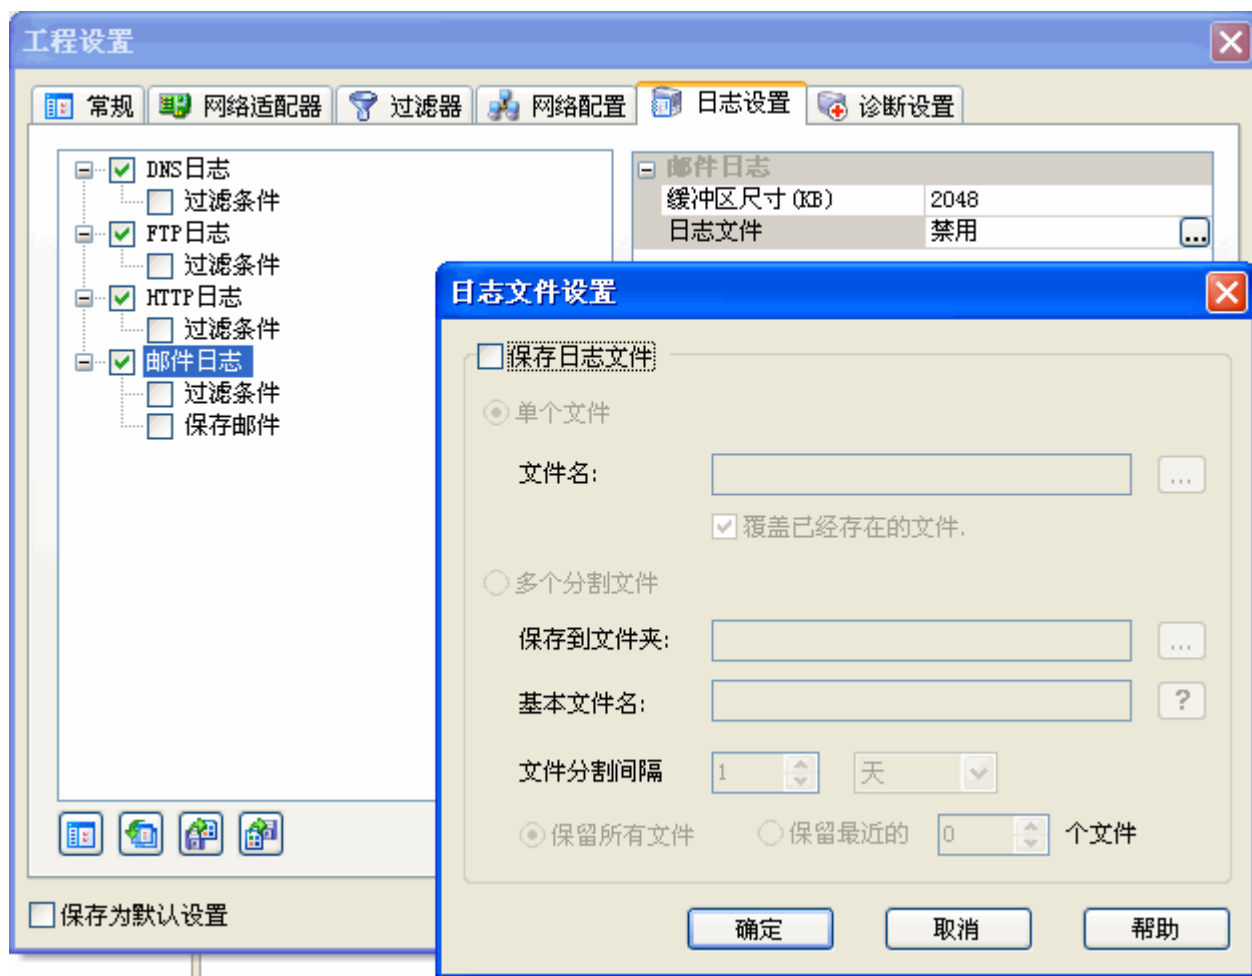 工程设置
常规 网络适配器 过滤器 网络配置 日志设置 诊断设置
DNS日志
过滤条件
FTP日志
过滤条件
HTTP日志
过滤条件
邮件日志
过滤条件
保存邮件
邮件日志
缓冲区尺寸(KB) 2048
日志文件 禁用 ...
日志文件设置
保存日志文件
单个文件
文件名: ...
覆盖已经存在的文件.
多个分割文件
保存到文件夹: ...
基本文件名: ?
文件分割间隔 1 天
保留所有文件 保留最近的 0 个文件
确定 取消 帮助
保存为默认设置